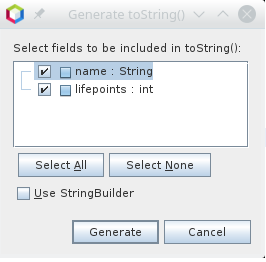 Generate toString()
Select fields to be included in toString():
name : String
lifepoints : int
Select All Select None
Use StringBuilder
Generate Cancel